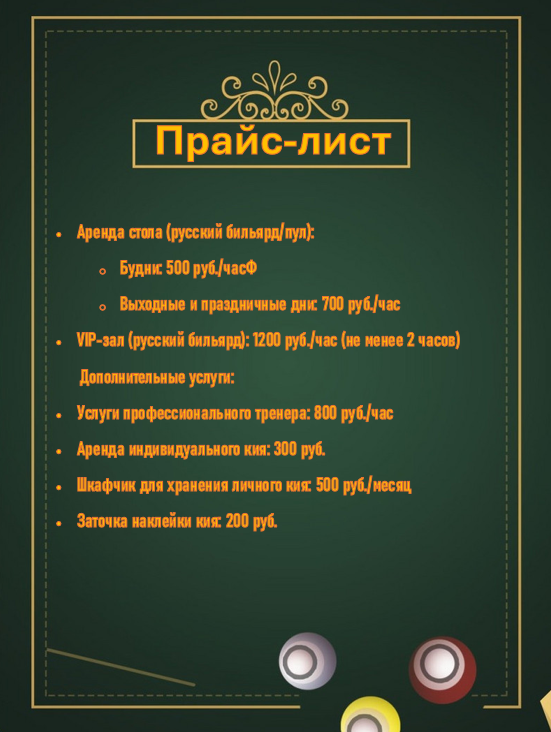 Прайс-лист
• Аренда стола (русский бильярд/пул):
○ Будни: 500 руб./часФ
○ Выходные и праздничные дни: 700 руб./час
• VIP-зал (русский бильярд): 1200 руб./час (не менее 2 часов)
Дополнительные услуги:
• Услуги профессионального тренера: 800 руб./час
• Аренда индивидуального кия: 300 руб.
• Шкафчик для хранения личного кия: 500 руб./месяц
• Заточка наклейки кия: 200 руб.